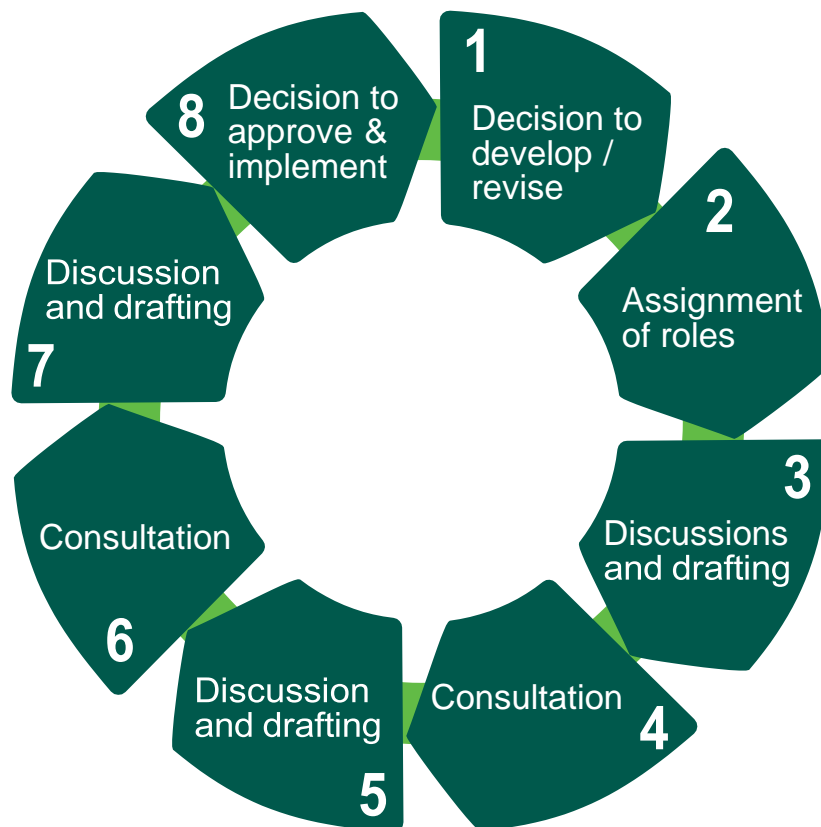 1
Decision to
develop /
revise
2
Assignment
of roles
3
Discussions
and drafting
Consultation
4
Discussion
and drafting
5
Consultation
6
Discussion
and drafting
7
8
Decision to
approve &
implement